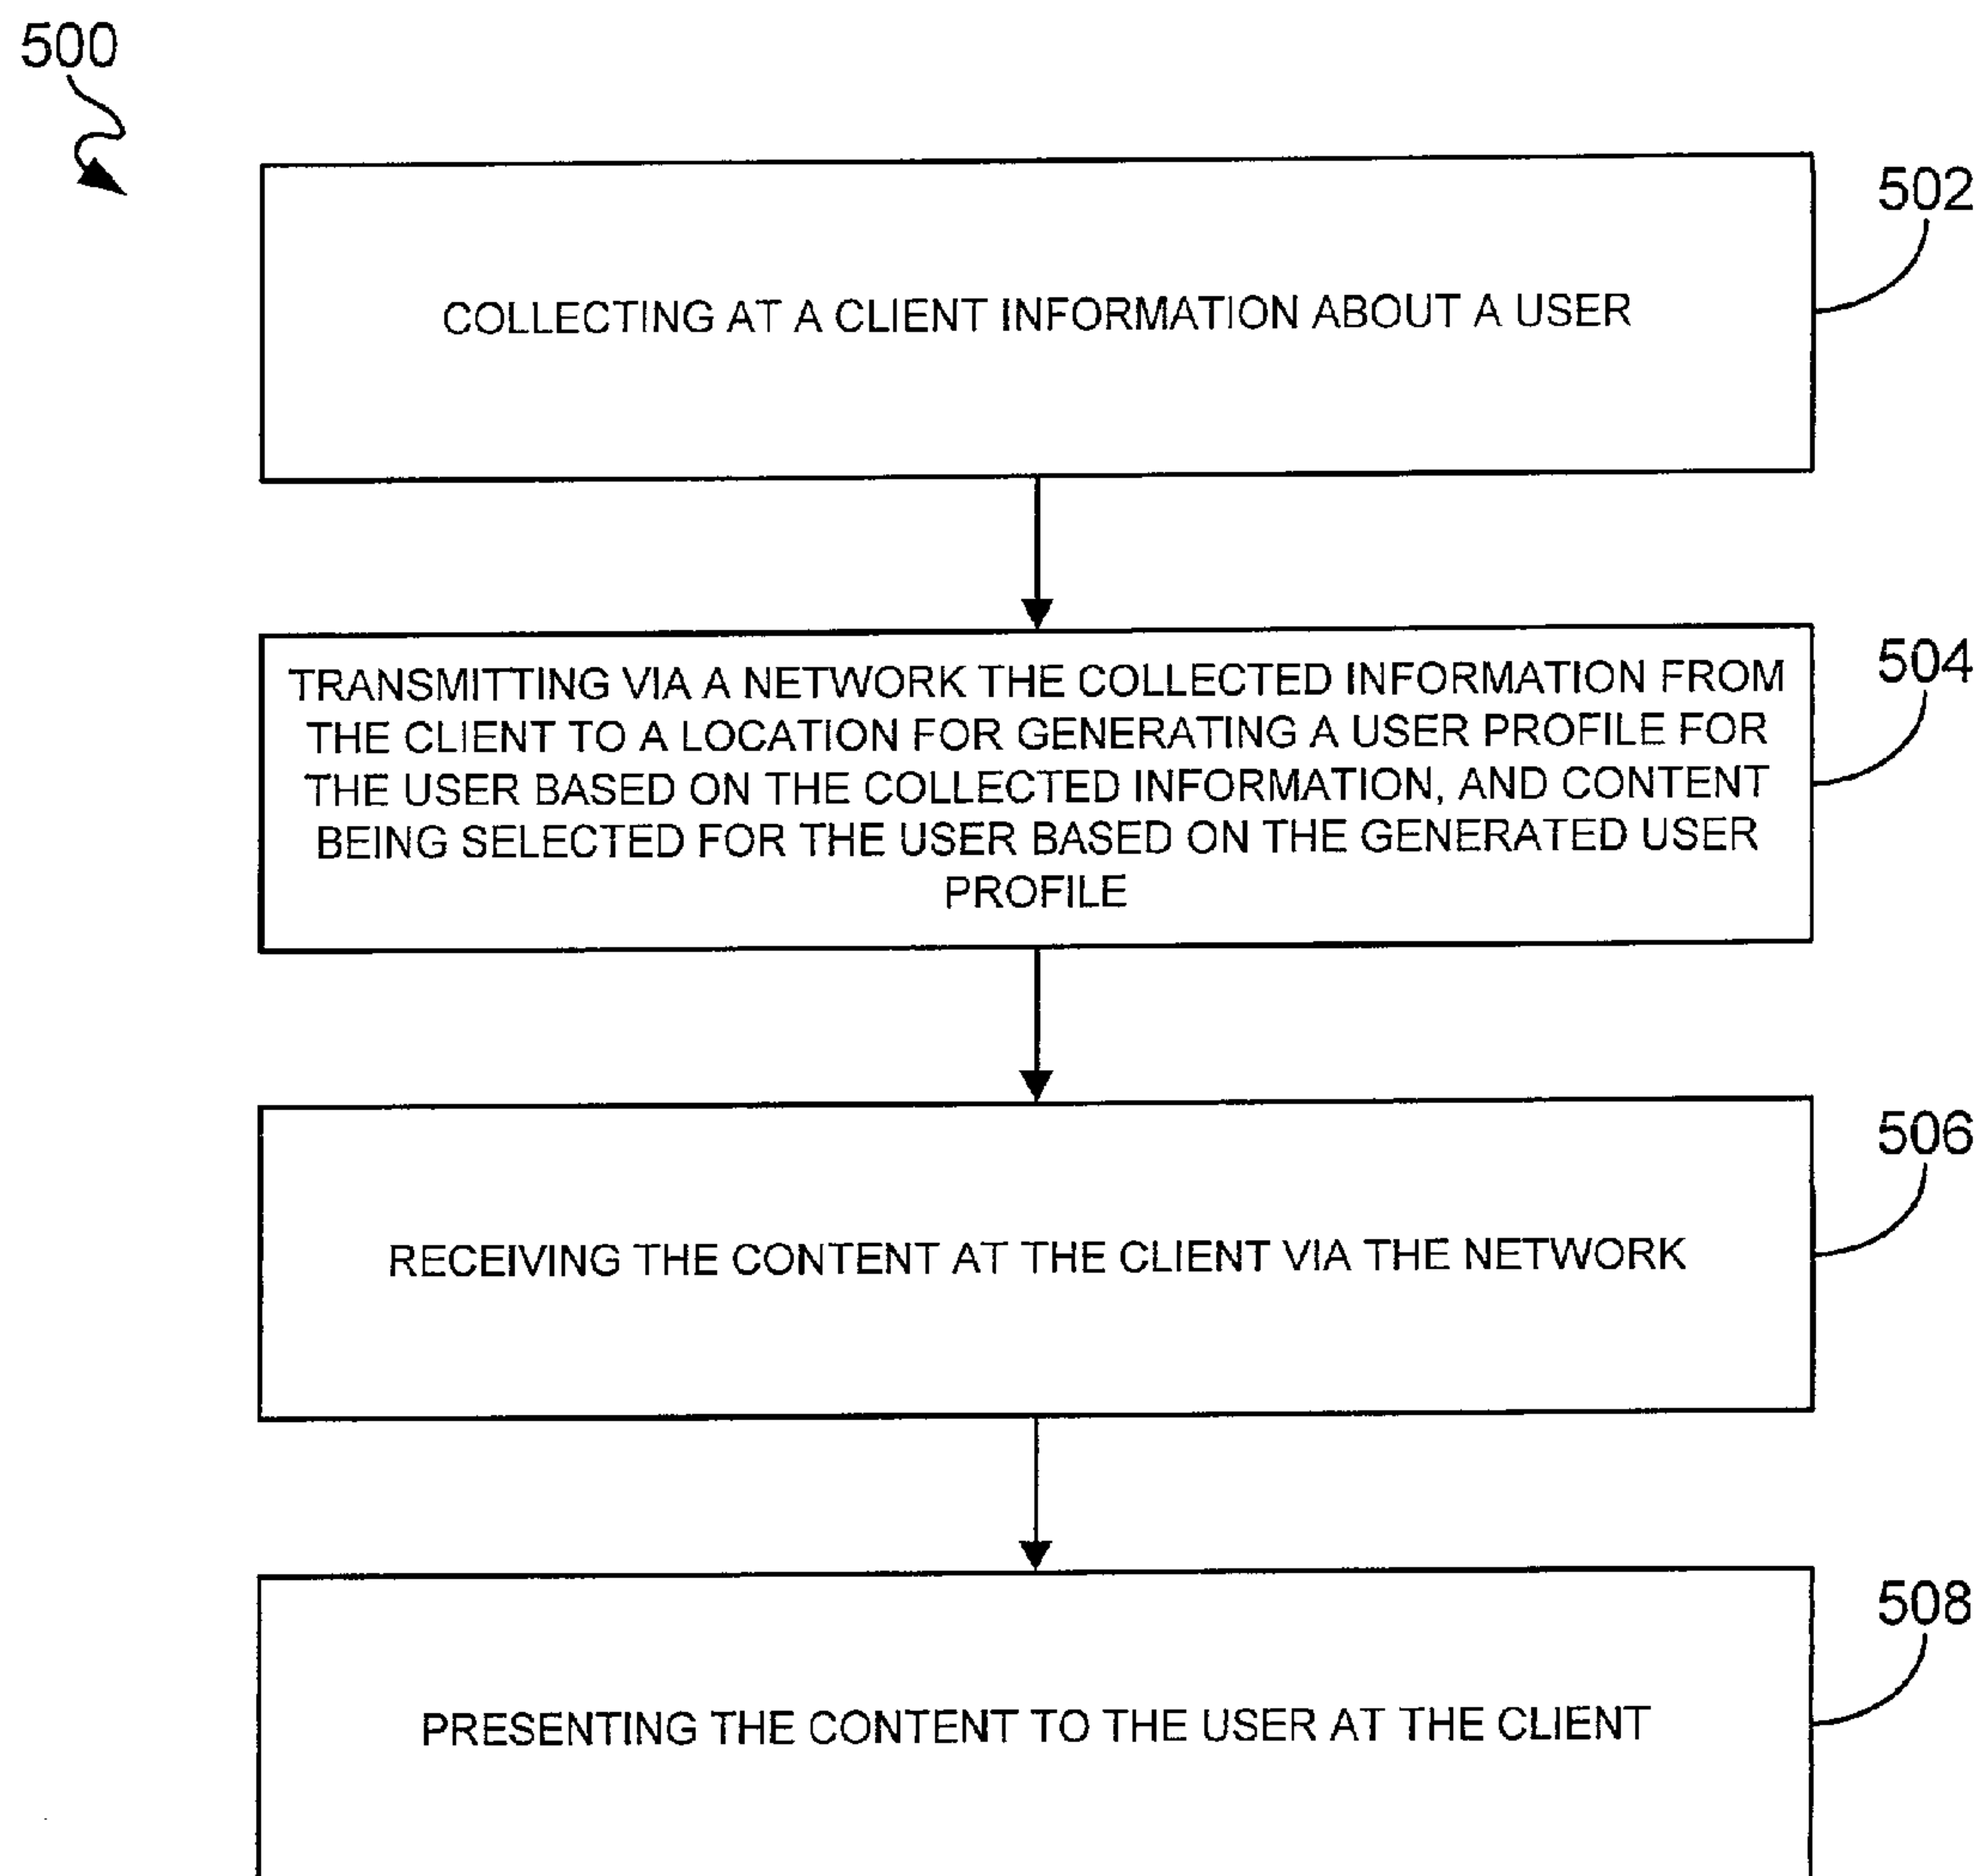 500
502
COLLECTING AT A CLIENT INFORMATION ABOUT A USER
504
TRANSMITTING VIA A NETWORK THE COLLECTED INFORMATION FROM
THE CLIENT TO A LOCATION FOR GENERATING A USER PROFILE FOR
THE USER BASED ON THE COLLECTED INFORMATION, AND CONTENT
BEING SELECTED FOR THE USER BASED ON THE GENERATED USER
PROFILE
506
RECEIVING THE CONTENT AT THE CLIENT VIA THE NETWORK
508
PRESENTING THE CONTENT TO THE USER AT THE CLIENT